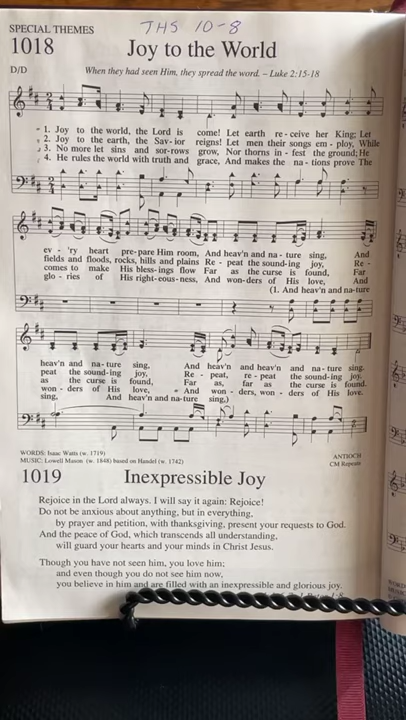 THS 10-8
SPECIAL THEMES
1018 Joy to the World
D/D When they had seen Him, they spread the word. – Luke 2:15-18
1. Joy to the world, the Lord is come! Let earth re - ceive her King; Let
2. Joy to the earth, the Sav - ior reigns! Let men their songs em - ploy, While
3. No more let sins and sor - rows grow, Nor thorns in - fest the ground; He
4. He rules the world with truth and grace, And makes the na - tions prove The
ev - 'ry heart pre - pare Him room, And heav'n and na - ture sing, And
fields and floods, rocks, hills and plains Re - peat the sound-ing joy, Re -
comes to make His bless - ings flow Far as the curse is found, Far
glo - ries of His right - eous - ness, And won - ders of His love, And
(1. And heav'n and na-ture
heav'n and na - ture sing, And heav'n and heav'n and na - ture sing.
peat the sound-ing joy, Re - peat, re - peat the sound-ing joy.
as the curse is found, Far as, far as the curse is found.
won - ders of His love, And won - ders, won - ders of His love.
sing, And heav'n and na-ture sing,)
WORDS: Isaac Watts (w. 1719)
MUSIC: Lowell Mason (w. 1848) based on Handel (w. 1742)
ANTIOCH
CM Repeats
1019 Inexpressible Joy
Rejoice in the Lord always. I will say it again: Rejoice!
Do not be anxious about anything, but in everything,
by prayer and petition, with thanksgiving, present your requests to God.
And the peace of God, which transcends all understanding,
will guard your hearts and your minds in Christ Jesus.
Though you have not seen him, you love him;
and even though you do not see him now,
you believe in him and are filled with an inexpressible and glorious joy.